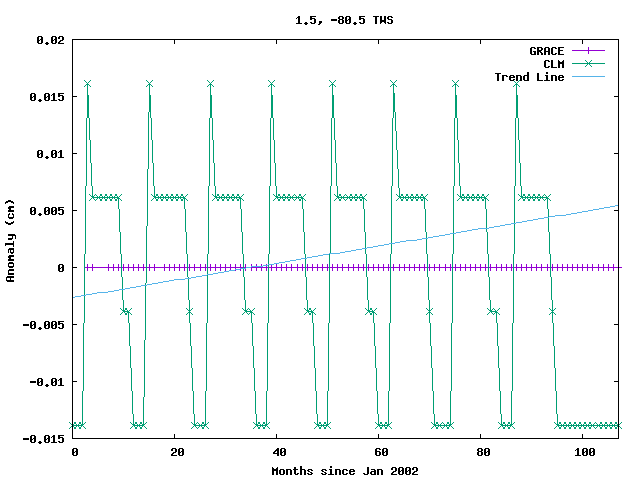 1.5, -80.5 TWS
0.02
0.015
0.01
0.005
0
-0.005
-0.01
-0.015
Anomaly (cm)
GRACE
CLM
Trend Line
0 20 40 60 80 100
Months since Jan 2002